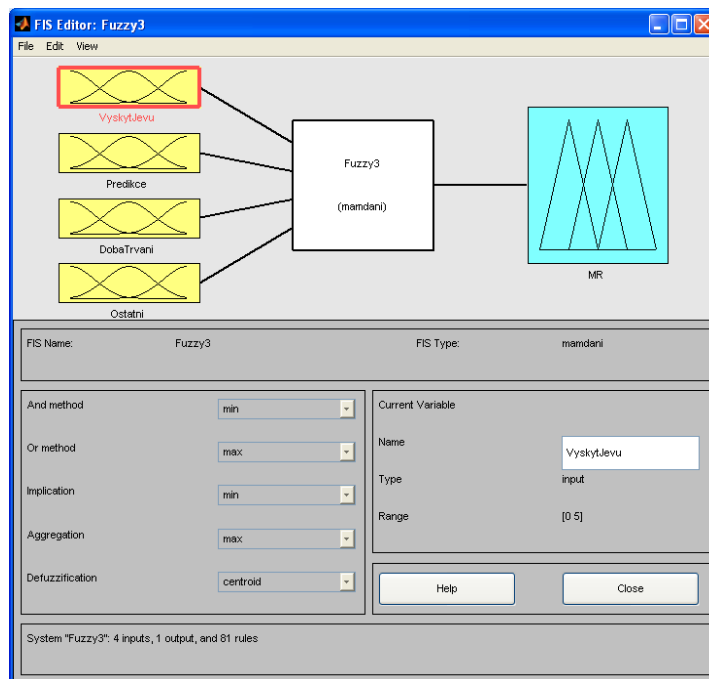 FIS Editor: Fuzzy3
File Edit View
VyskytJevu
Predikce
DobaTrvani
Ostatni
Fuzzy3
(mamdani)
MR
FIS Name: Fuzzy3 FIS Type: mamdani
And method min
Or method max
Implication min
Aggregation max
Defuzzification centroid
Current Variable
Name VyskytJevu
Type input
Range [0 5]
Help Close
System "Fuzzy3": 4 inputs, 1 output, and 81 rules